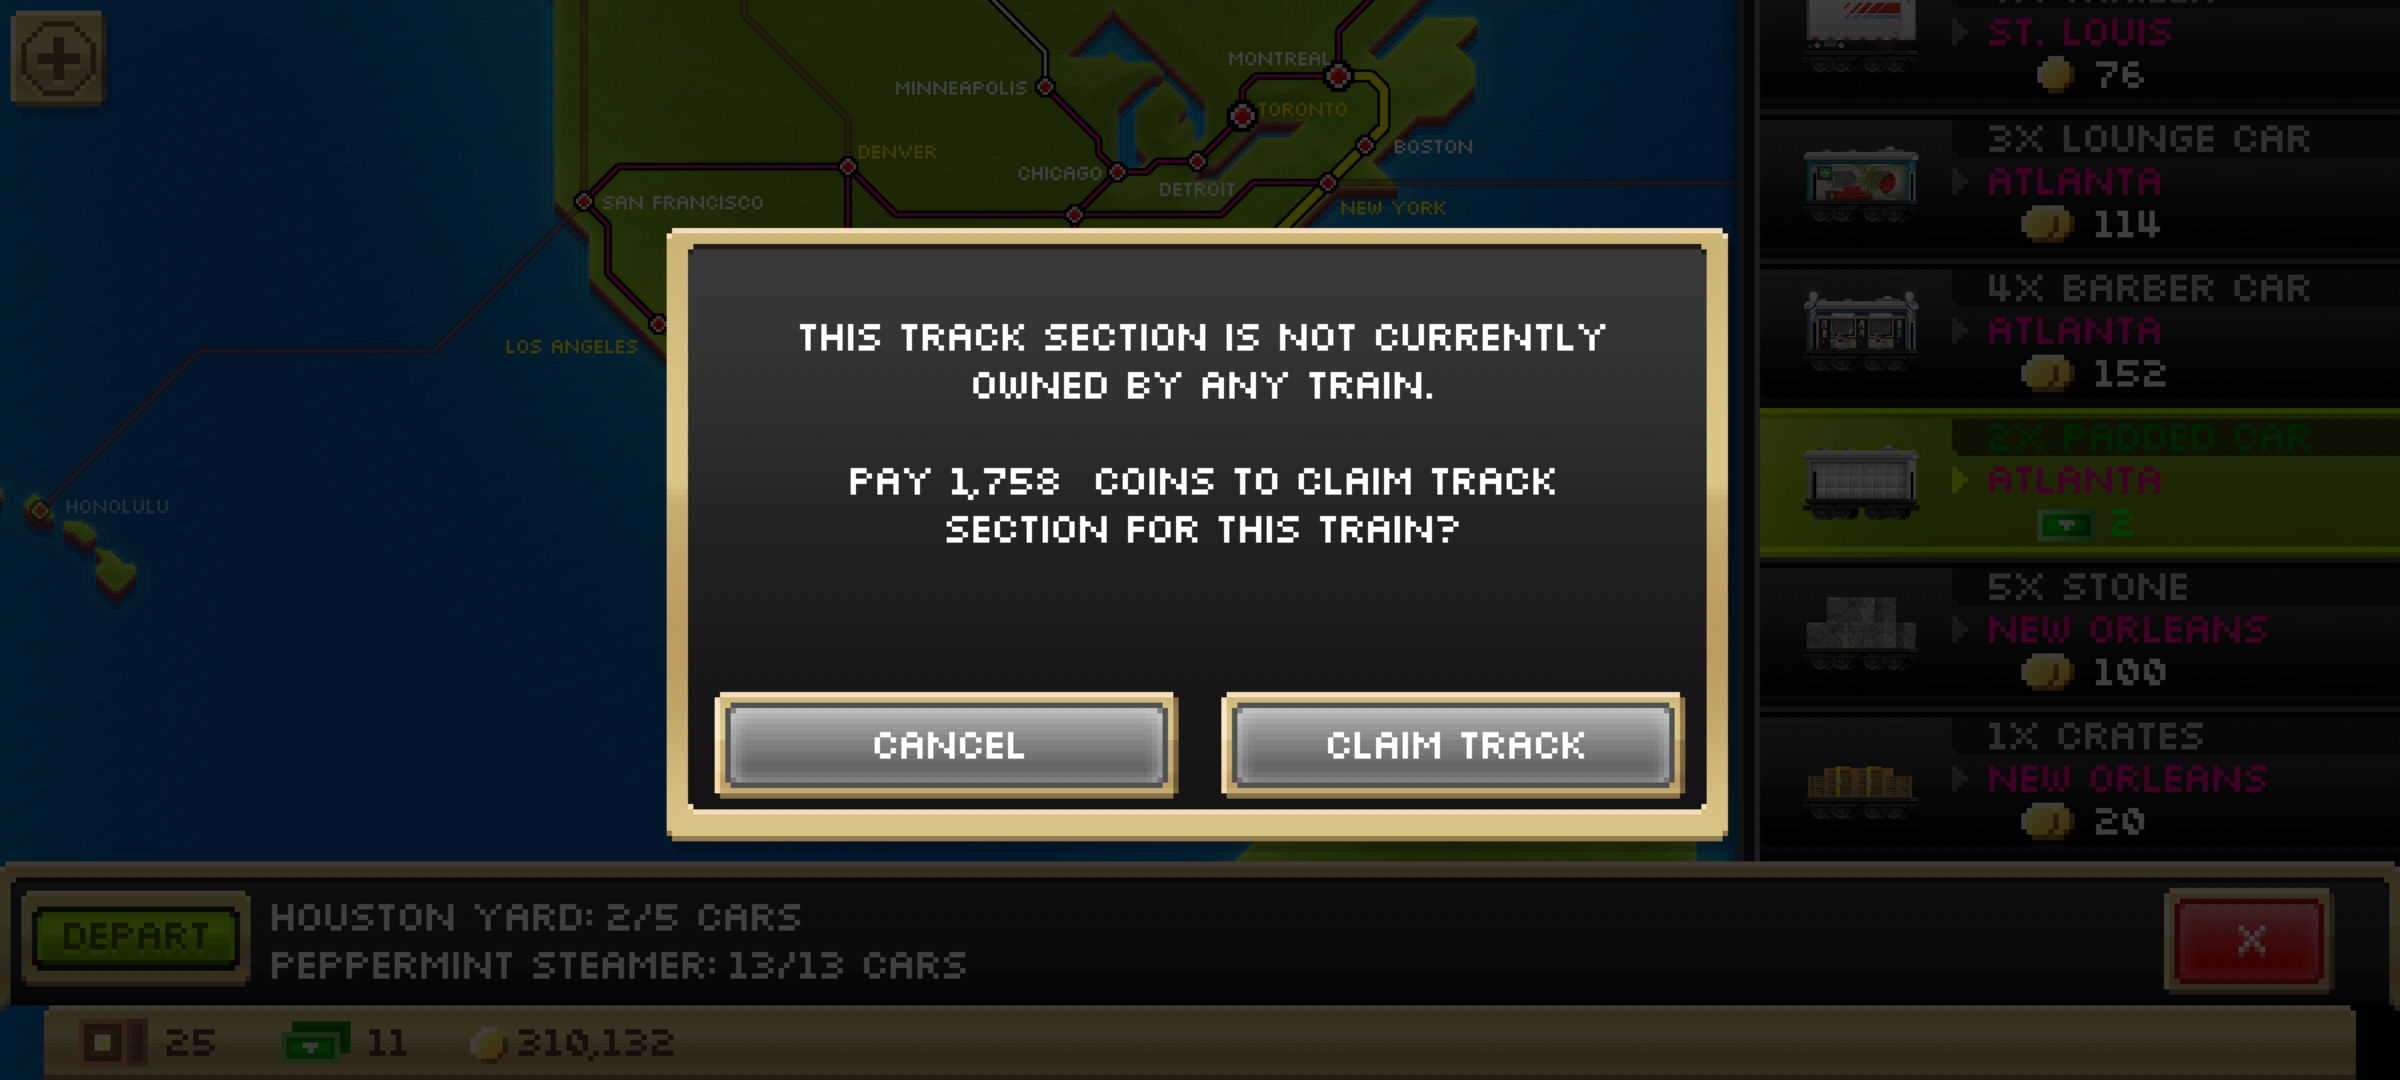 ST. LOUIS
76
MONTREAL
MINNEAPOLIS
TORONTO
3X LOUNGE CAR
BOSTON
DENVER
CHICAGO
ATLANTA
DETROIT
SAN FRANCISCO
NEW YORK
114
4X BARBER CAR
THIS TRACK SECTION IS NOT CURRENTLY
OWNED BY ANY TRAIN.
ATLANTA
LOS ANGELES
152
2X PADDED CAR
PAY 1,758 COINS TO CLAIM TRACK
SECTION FOR THIS TRAIN?
ATLANTA
HONOLULU
2
5X STONE
NEW ORLEANS
100
CANCEL
CLAIM TRACK
1X CRATES
NEW ORLEANS
20
DEPART
HOUSTON YARD: 2/5 CARS
PEPPERMINT STEAMER: 13/13 CARS
X
25
11
310,132